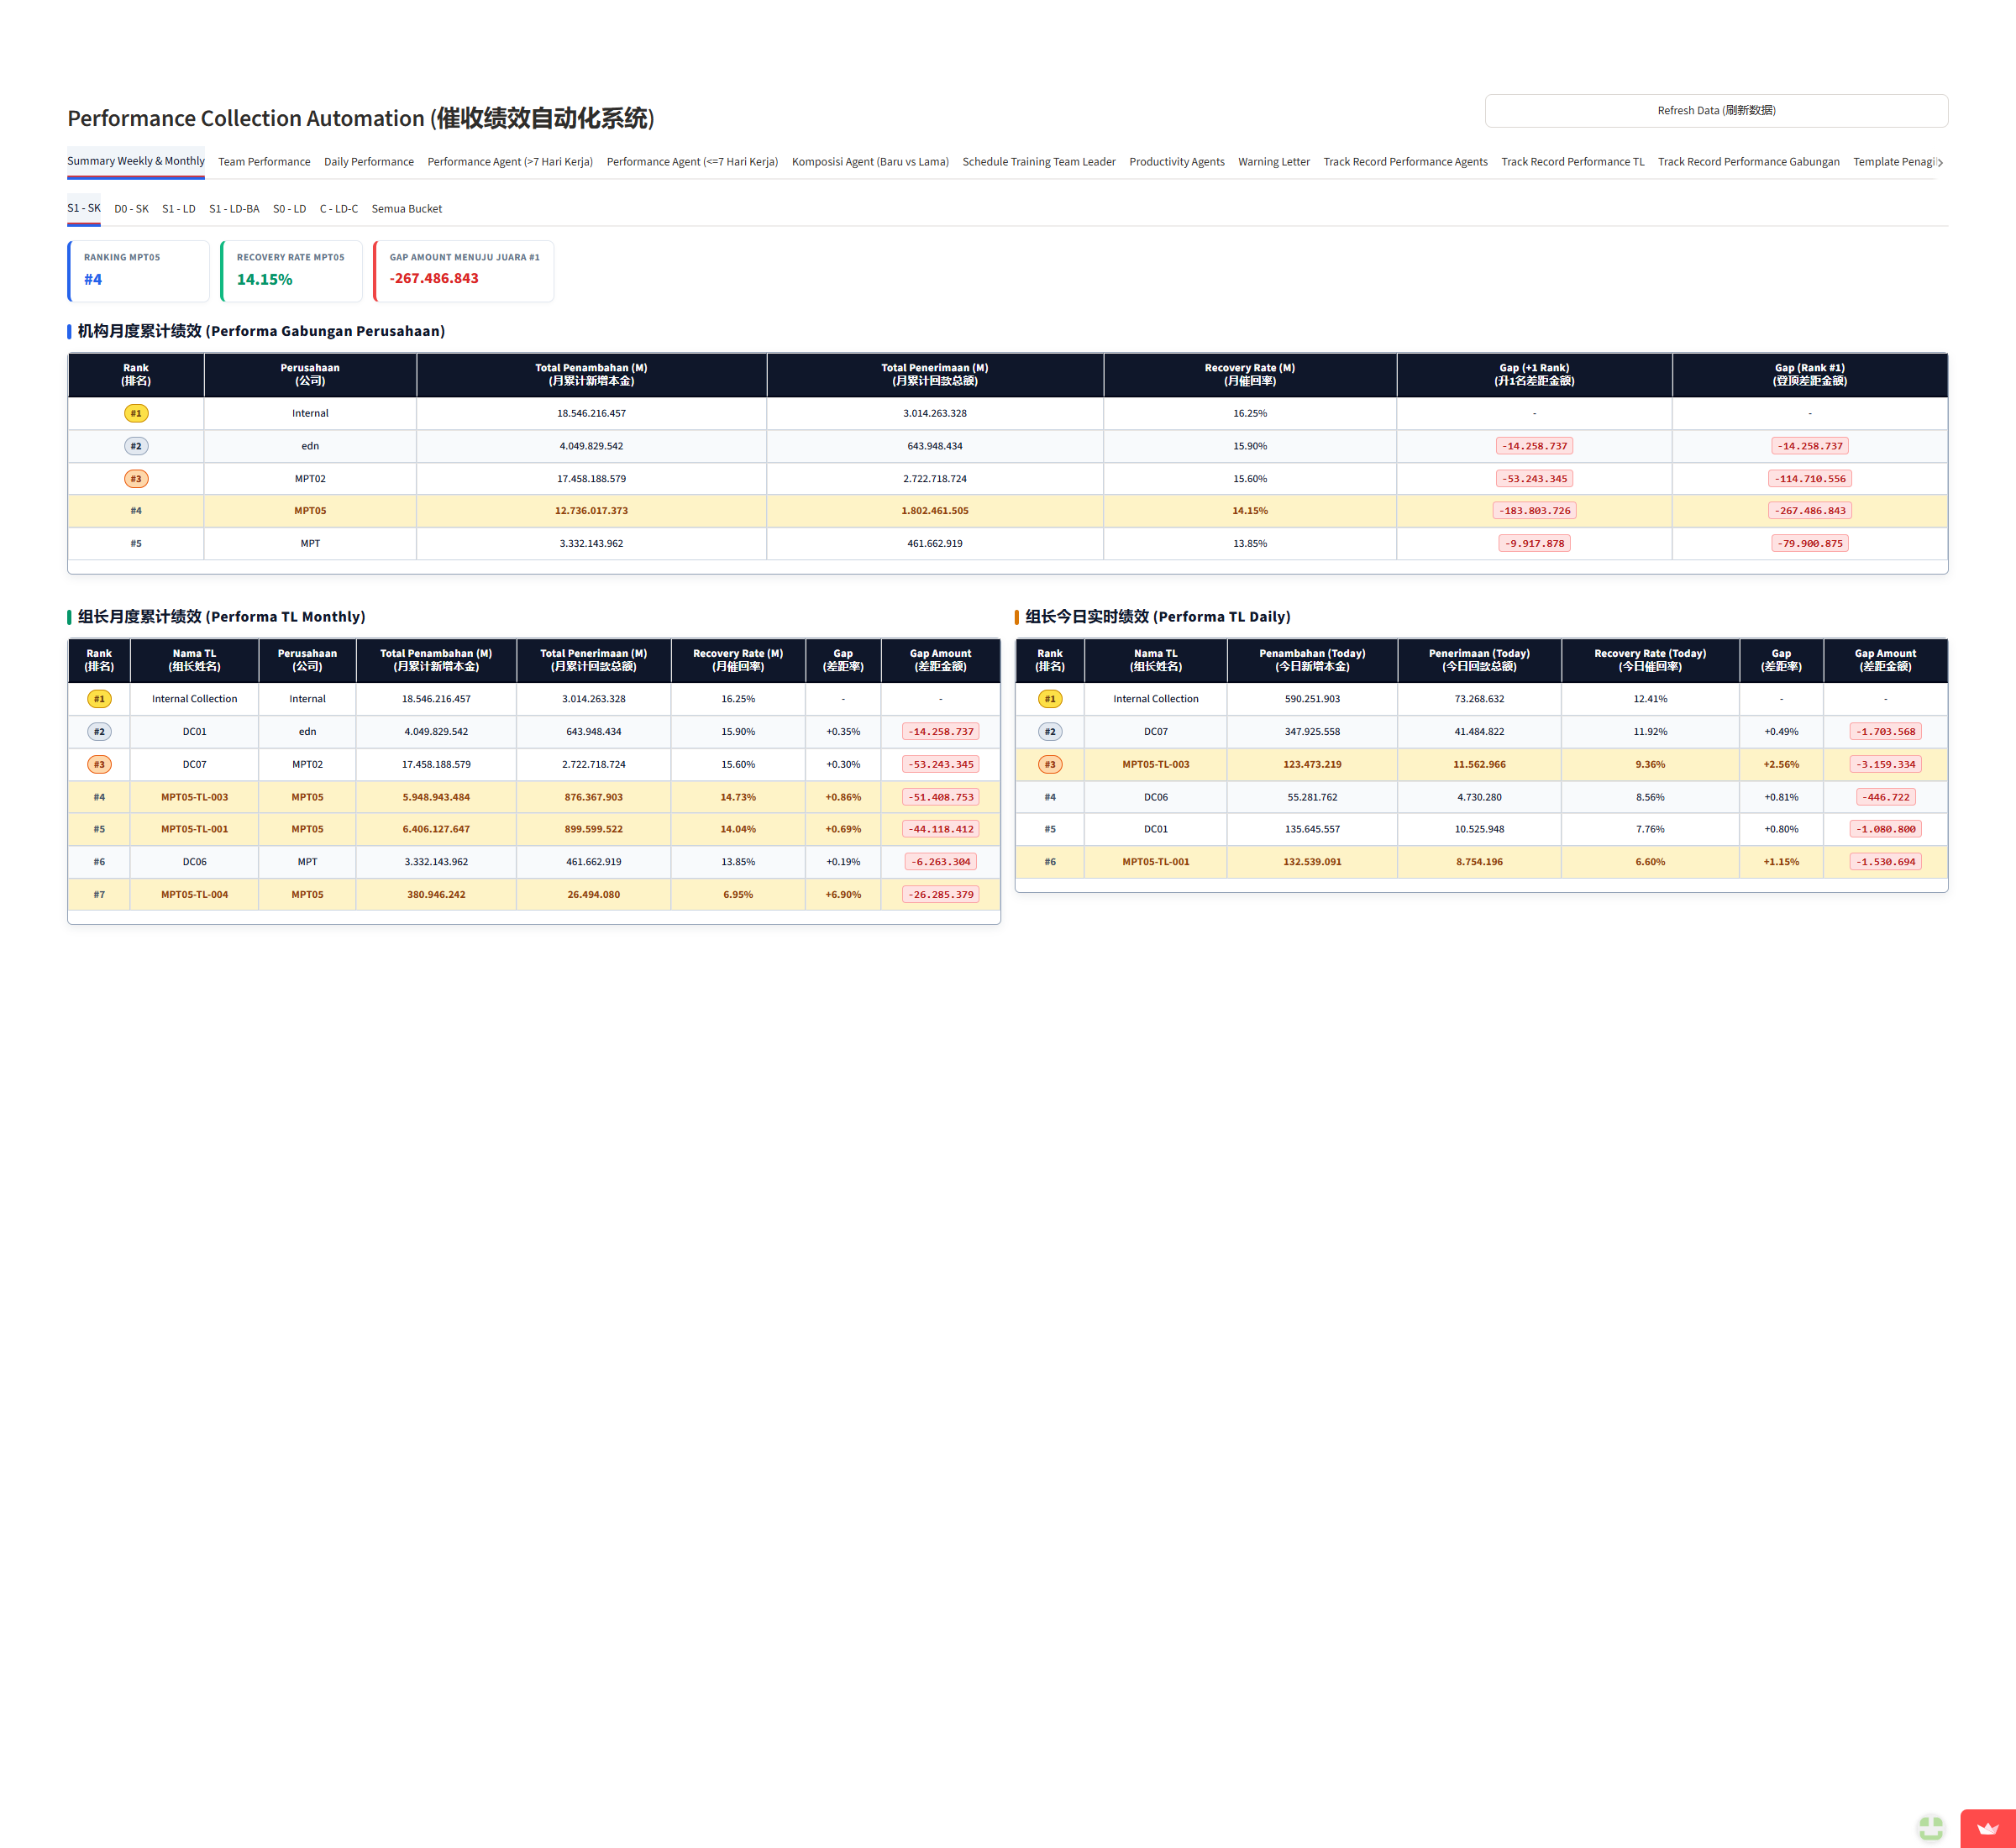 Performance Collection Automation (催收绩效自动化系统)
Refresh Data (刷新数据)
Summary Weekly & Monthly Team Performance Daily Performance Performance Agent (>7 Hari Kerja) Performance Agent (<=7 Hari Kerja) Komposisi Agent (Baru vs Lama) Schedule Training Team Leader Productivity Agents Warning Letter Track Record Performance Agents Track Record Performance TL Track Record Performance Gabungan Template Penagi
S1 - SK D0 - SK S1 - LD S1 - LD-BA S0 - LD C - LD-C Semua Bucket
RANKING MPT05
#4
RECOVERY RATE MPT05
14.15%
GAP AMOUNT MENUJU JUARA #1
-267.486.843
机构月度累计绩效 (Performa Gabungan Perusahaan)
Rank Perusahaan Total Penambahan (M) Total Penerimaan (M) Recovery Rate (M) Gap (+1 Rank) Gap (Rank #1)
(排名) (公司) (月累计新增本金) (月累计回款总额) (月催回率) (升1名差距金额) (登顶差距金额)
#1 Internal 18.546.216.457 3.014.263.328 16.25% - -
#2 edn 4.049.829.542 643.948.434 15.90% -14.258.737 -14.258.737
#3 MPT02 17.458.188.579 2.722.718.724 15.60% -53.243.345 -114.710.556
#4 MPT05 12.736.017.373 1.802.461.505 14.15% -183.803.726 -267.486.843
#5 MPT 3.332.143.962 461.662.919 13.85% -9.917.878 -79.900.875
组长月度累计绩效 (Performa TL Monthly)
Rank Nama TL Perusahaan Total Penambahan (M) Total Penerimaan (M) Recovery Rate (M) Gap Gap Amount
(排名) (组长姓名) (公司) (月累计新增本金) (月累计回款总额) (月催回率) (差距率) (差距金额)
#1 Internal Collection Internal 18.546.216.457 3.014.263.328 16.25% - -
#2 DC01 edn 4.049.829.542 643.948.434 15.90% +0.35% -14.258.737
#3 DC07 MPT02 17.458.188.579 2.722.718.724 15.60% +0.30% -53.243.345
#4 MPT05-TL-003 MPT05 5.948.943.484 876.367.903 14.73% +0.86% -51.408.753
#5 MPT05-TL-001 MPT05 6.406.127.647 899.599.522 14.04% +0.69% -44.118.412
#6 DC06 MPT 3.332.143.962 461.662.919 13.85% +0.19% -6.263.304
#7 MPT05-TL-004 MPT05 380.946.242 26.494.080 6.95% +6.90% -26.285.379
组长今日实时绩效 (Performa TL Daily)
Rank Nama TL Penambahan (Today) Penerimaan (Today) Recovery Rate (Today) Gap Gap Amount
(排名) (组长姓名) (今日新增本金) (今日回款总额) (今日催回率) (差距率) (差距金额)
#1 Internal Collection 590.251.903 73.268.632 12.41% - -
#2 DC07 347.925.558 41.484.822 11.92% +0.49% -1.703.568
#3 MPT05-TL-003 123.473.219 11.562.966 9.36% +2.56% -3.159.334
#4 DC06 55.281.762 4.730.280 8.56% +0.81% -446.722
#5 DC01 135.645.557 10.525.948 7.76% +0.80% -1.080.800
#6 MPT05-TL-001 132.539.091 8.754.196 6.60% +1.15% -1.530.694